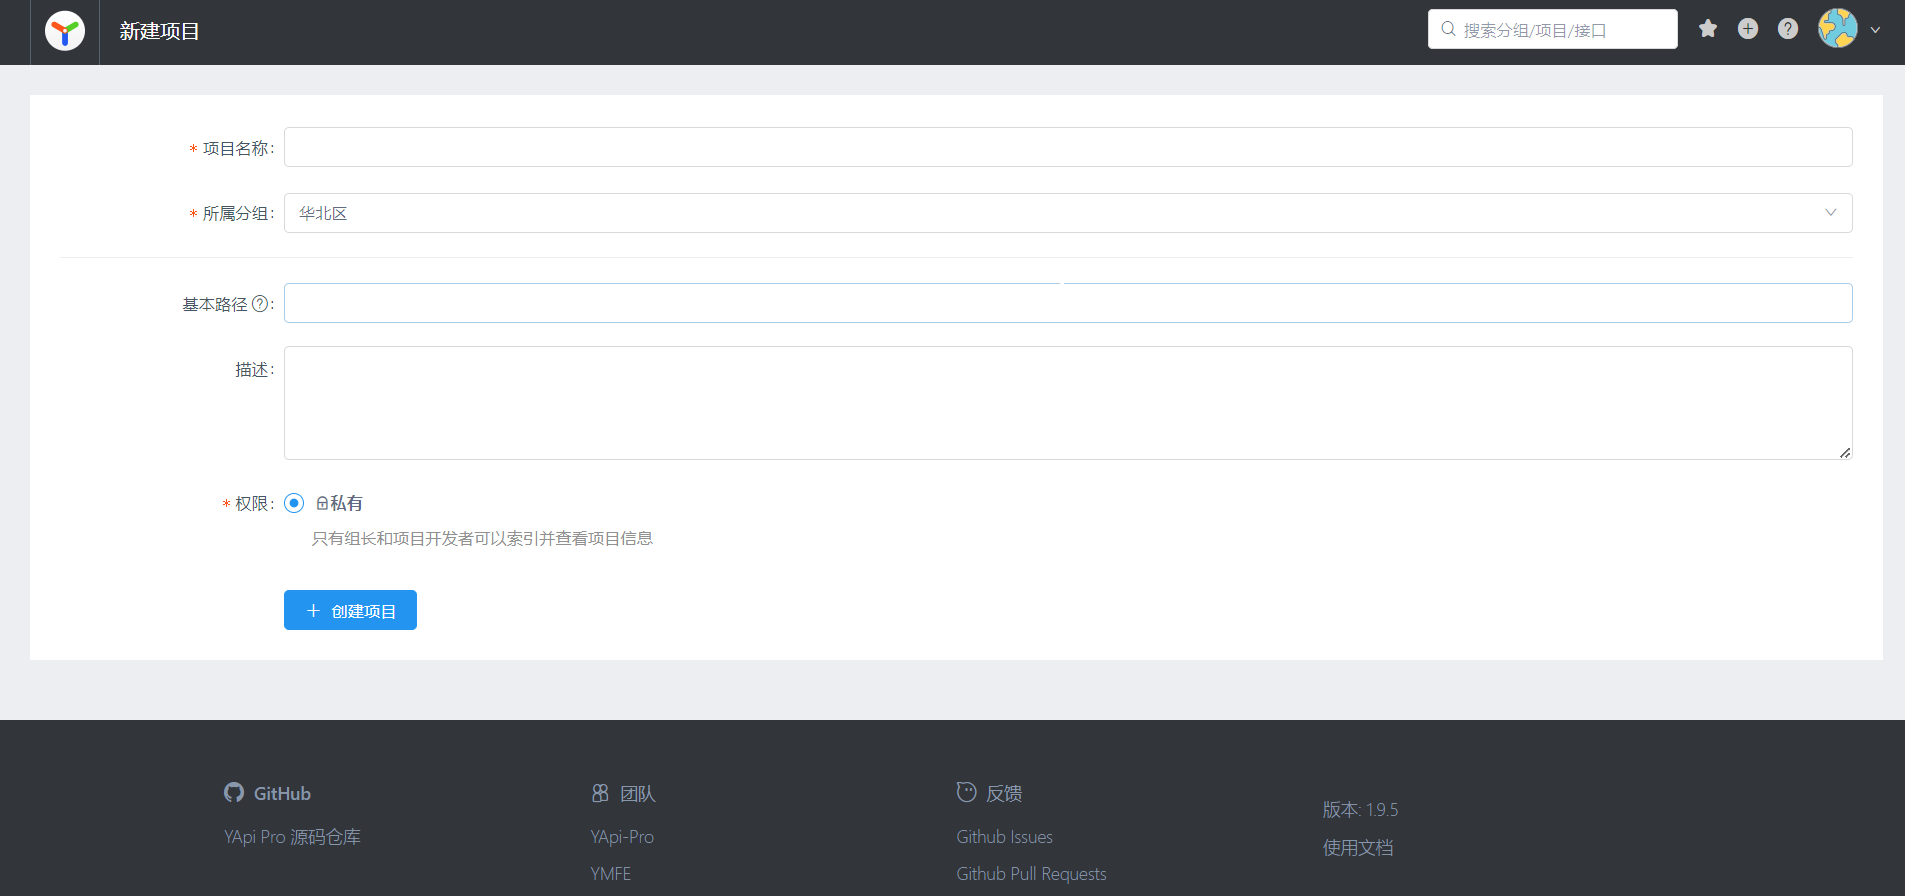 新建项目
搜索分组/项目/接口
* 项目名称:
* 所属分组:
华北区
基本路径 ? :
描述:
* 权限:
私有
只有组长和项目开发者可以索引并查看项目信息
+ 创建项目
GitHub
YApi Pro 源码仓库
团队
YApi-Pro
YMFE
反馈
Github Issues
Github Pull Requests
版本: 1.9.5
使用文档